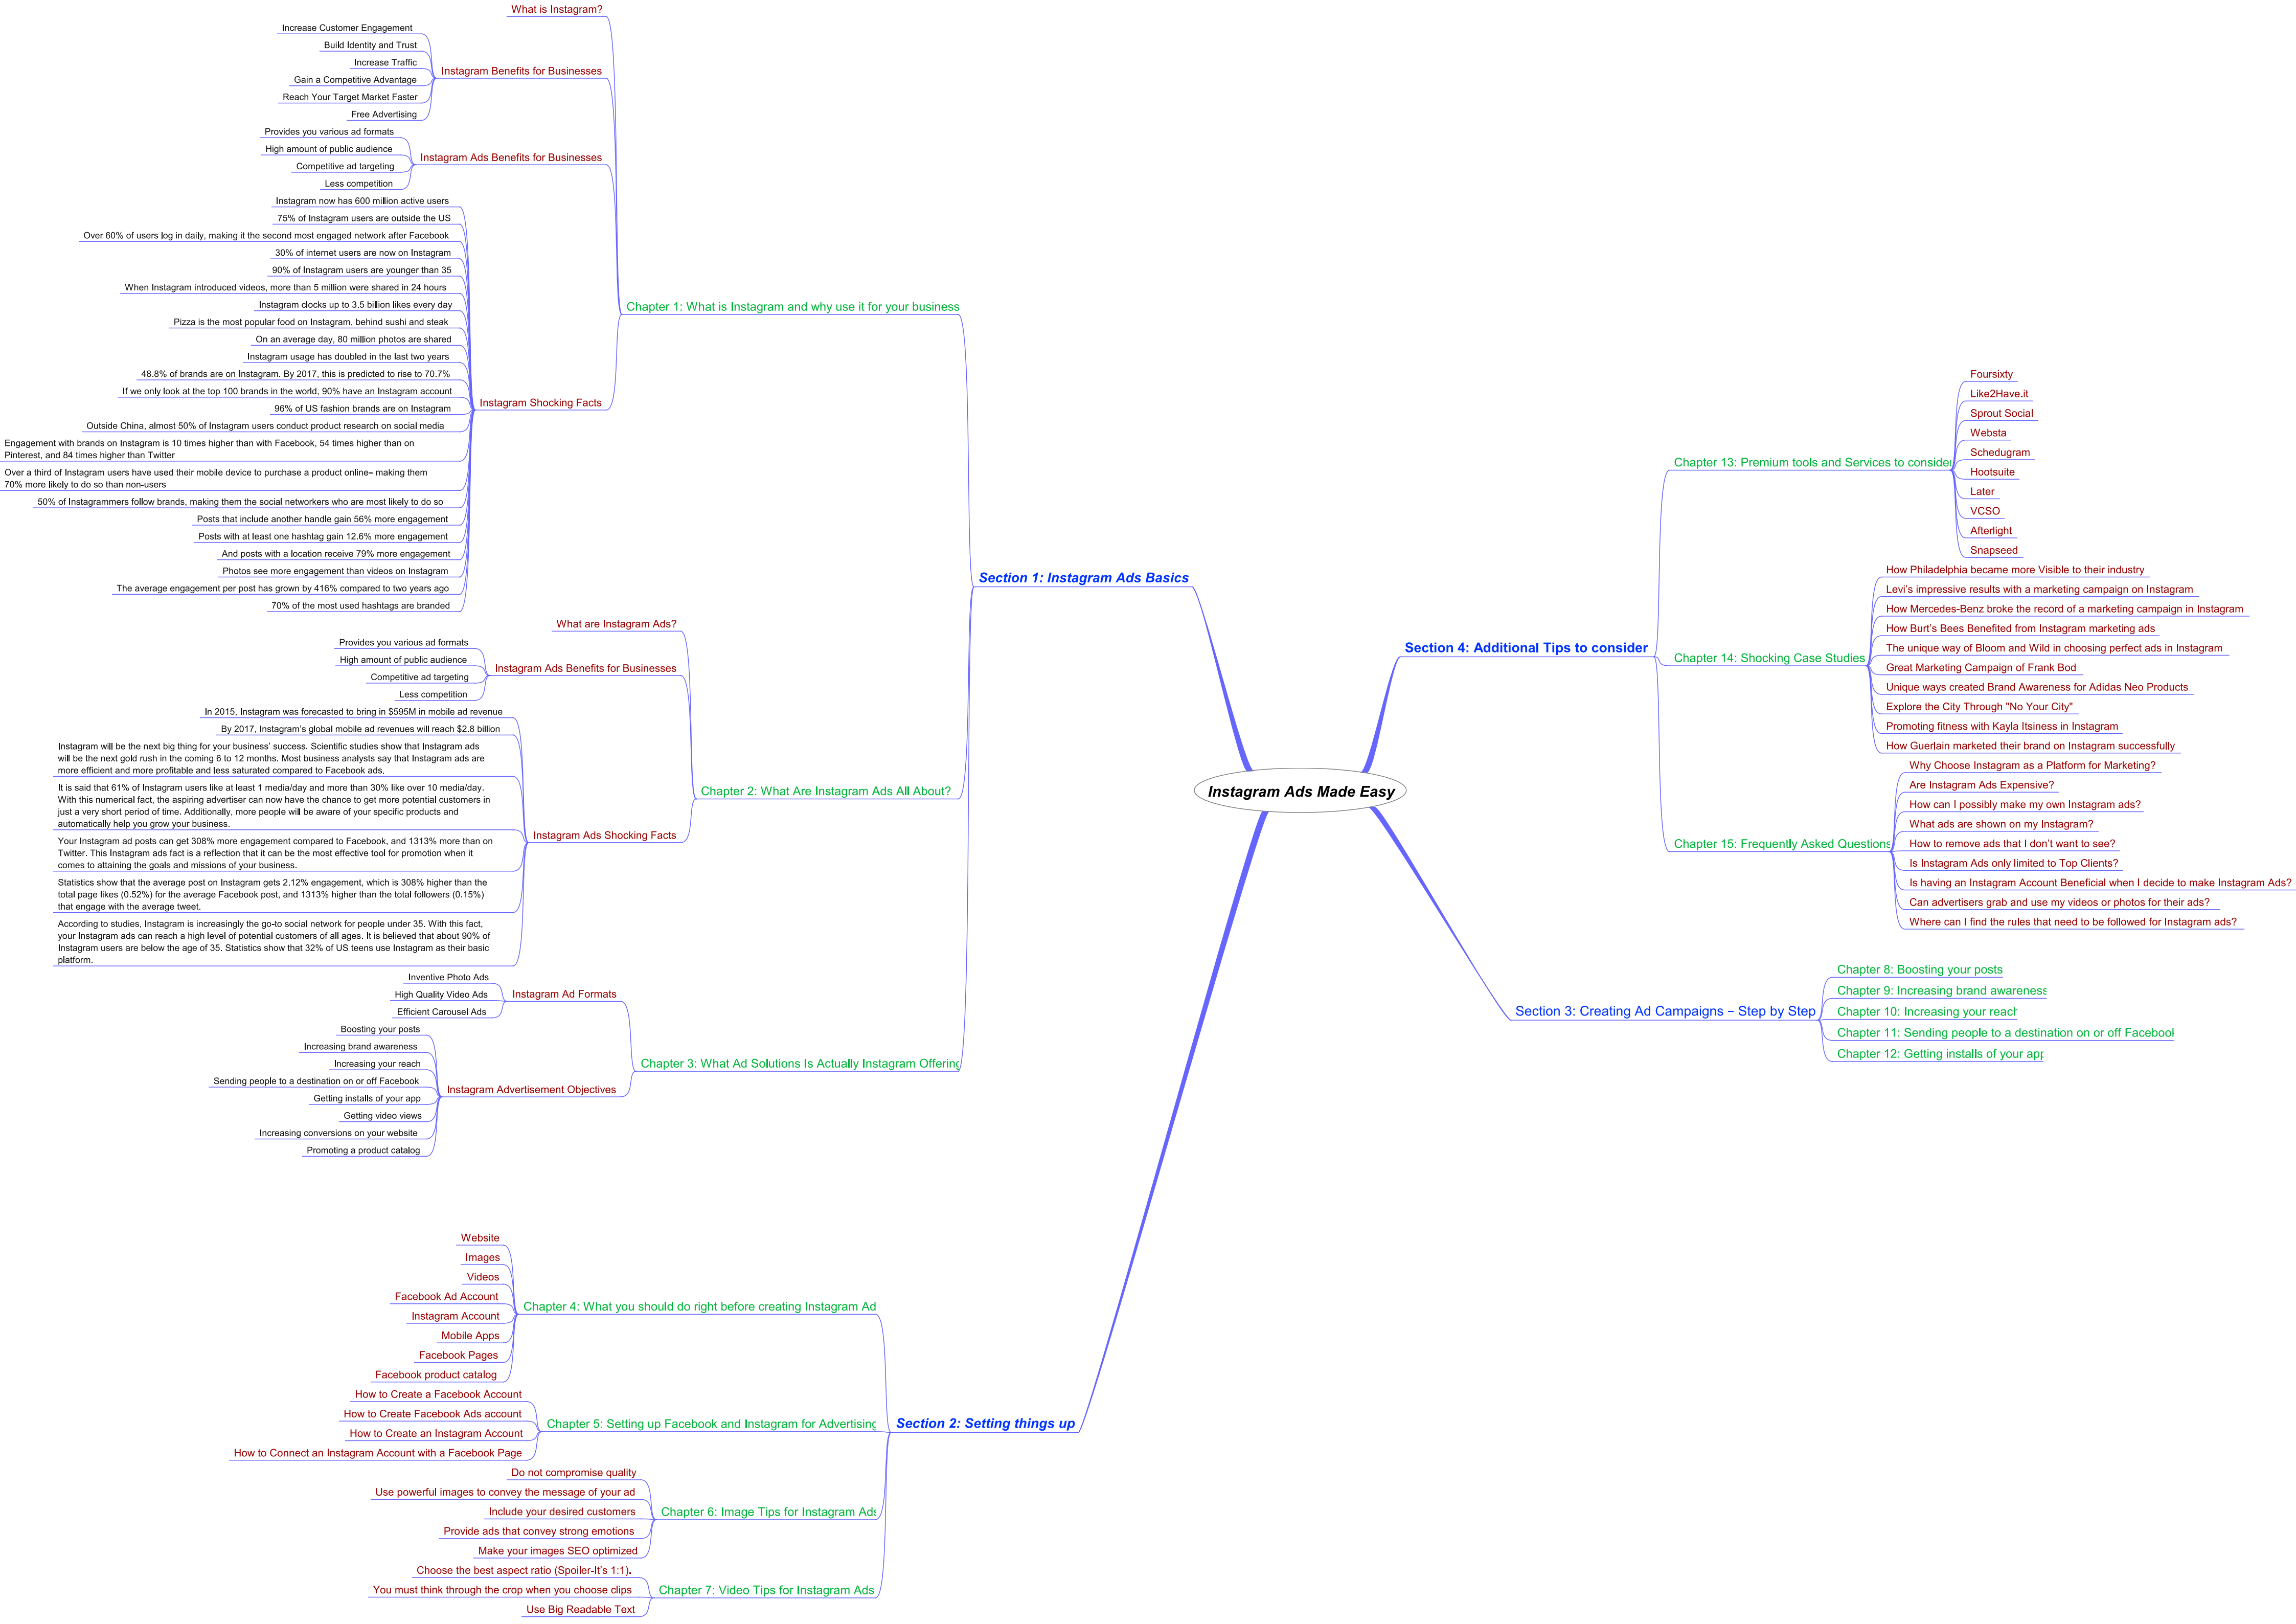 Instagram Ads Made Easy
Section 1: Instagram Ads Basics
Chapter 1: What is Instagram and why use it for your business
What is Instagram?
Instagram Benefits for Businesses
Increase Customer Engagement
Build Identity and Trust
Increase Traffic
Gain a Competitive Advantage
Reach Your Target Market Faster
Free Advertising
Instagram Ads Benefits for Businesses
Provides you various ad formats
High amount of public audience
Competitive ad targeting
Less competition
Instagram Shocking Facts
Instagram now has 600 million active users
75% of Instagram users are outside the US
Over 60% of users log in daily, making it the second most engaged network after Facebook
30% of internet users are now on Instagram
90% of Instagram users are younger than 35
When Instagram introduced videos, more than 5 million were shared in 24 hours
Instagram clocks up to 3.5 billion likes every day
Pizza is the most popular food on Instagram, behind sushi and steak
On an average day, 80 million photos are shared
Instagram usage has doubled in the last two years
48.8% of brands are on Instagram. By 2017, this is predicted to rise to 70.7%
If we only look at the top 100 brands in the world, 90% have an Instagram account
96% of US fashion brands are on Instagram
Outside China, almost 50% of Instagram users conduct product research on social media
Engagement with brands on Instagram is 10 times higher than with Facebook, 54 times higher than on
Pinterest, and 84 times higher than Twitter
Over a third of Instagram users have used their mobile device to purchase a product online– making them
70% more likely to do so than non-users
50% of Instagrammers follow brands, making them the social networkers who are most likely to do so
Posts that include another handle gain 56% more engagement
Posts with at least one hashtag gain 12.6% more engagement
And posts with a location receive 79% more engagement
Photos see more engagement than videos on Instagram
The average engagement per post has grown by 416% compared to two years ago
70% of the most used hashtags are branded
Chapter 2: What Are Instagram Ads All About?
What are Instagram Ads?
Instagram Ads Benefits for Businesses
Provides you various ad formats
High amount of public audience
Competitive ad targeting
Less competition
Instagram Ads Shocking Facts
In 2015, Instagram was forecasted to bring in $595M in mobile ad revenue
By 2017, Instagram's global mobile ad revenues will reach $2.8 billion
Instagram will be the next big thing for your business' success. Scientific studies show that Instagram ads
will be the next gold rush in the coming 6 to 12 months. Most business analysts say that Instagram ads are
more efficient and more profitable and less saturated compared to Facebook ads.
It is said that 61% of Instagram users like at least 1 media/day and more than 30% like over 10 media/day.
With this numerical fact, the aspiring advertiser can now have the chance to get more potential customers in
just a very short period of time. Additionally, more people will be aware of your specific products and
automatically help you grow your business.
Your Instagram ad posts can get 308% more engagement compared to Facebook, and 1313% more than on
Twitter. This Instagram ads fact is a reflection that it can be the most effective tool for promotion when it
comes to attaining the goals and missions of your business.
Statistics show that the average post on Instagram gets 2.12% engagement, which is 308% higher than the
total page likes (0.52%) for the average Facebook post, and 1313% higher than the total followers (0.15%)
that engage with the average tweet.
According to studies, Instagram is increasingly the go-to social network for people under 35. With this fact,
your Instagram ads can reach a high level of potential customers of all ages. It is believed that about 90% of
Instagram users are below the age of 35. Statistics show that 32% of US teens use Instagram as their basic
platform.
Chapter 3: What Ad Solutions Is Actually Instagram Offering
Instagram Ad Formats
Inventive Photo Ads
High Quality Video Ads
Efficient Carousel Ads
Instagram Advertisement Objectives
Boosting your posts
Increasing brand awareness
Increasing your reach
Sending people to a destination on or off Facebook
Getting installs of your app
Getting video views
Increasing conversions on your website
Promoting a product catalog
Section 2: Setting things up
Chapter 4: What you should do right before creating Instagram Ad
Website
Images
Videos
Facebook Ad Account
Instagram Account
Mobile Apps
Facebook Pages
Facebook product catalog
Chapter 5: Setting up Facebook and Instagram for Advertising
How to Create a Facebook Account
How to Create Facebook Ads account
How to Create an Instagram Account
How to Connect an Instagram Account with a Facebook Page
Chapter 6: Image Tips for Instagram Ads
Do not compromise quality
Use powerful images to convey the message of your ad
Include your desired customers
Provide ads that convey strong emotions
Make your images SEO optimized
Chapter 7: Video Tips for Instagram Ads
Choose the best aspect ratio (Spoiler-It's 1:1).
You must think through the crop when you choose clips
Use Big Readable Text
Section 4: Additional Tips to consider
Chapter 13: Premium tools and Services to consider
Foursixty
Like2Have.it
Sprout Social
Websta
Schedugram
Hootsuite
Later
VCSO
Afterlight
Snapseed
Chapter 14: Shocking Case Studies
How Philadelphia became more Visible to their industry
Levi's impressive results with a marketing campaign on Instagram
How Mercedes-Benz broke the record of a marketing campaign in Instagram
How Burt's Bees Benefited from Instagram marketing ads
The unique way of Bloom and Wild in choosing perfect ads in Instagram
Great Marketing Campaign of Frank Bod
Unique ways created Brand Awareness for Adidas Neo Products
Explore the City Through "No Your City"
Promoting fitness with Kayla Itsiness in Instagram
How Guerlain marketed their brand on Instagram successfully
Chapter 15: Frequently Asked Questions
Why Choose Instagram as a Platform for Marketing?
Are Instagram Ads Expensive?
How can I possibly make my own Instagram ads?
What ads are shown on my Instagram?
How to remove ads that I don't want to see?
Is Instagram Ads only limited to Top Clients?
Is having an Instagram Account Beneficial when I decide to make Instagram Ads?
Can advertisers grab and use my videos or photos for their ads?
Where can I find the rules that need to be followed for Instagram ads?
Section 3: Creating Ad Campaigns – Step by Step
Chapter 8: Boosting your posts
Chapter 9: Increasing brand awareness
Chapter 10: Increasing your reach
Chapter 11: Sending people to a destination on or off Facebook
Chapter 12: Getting installs of your app